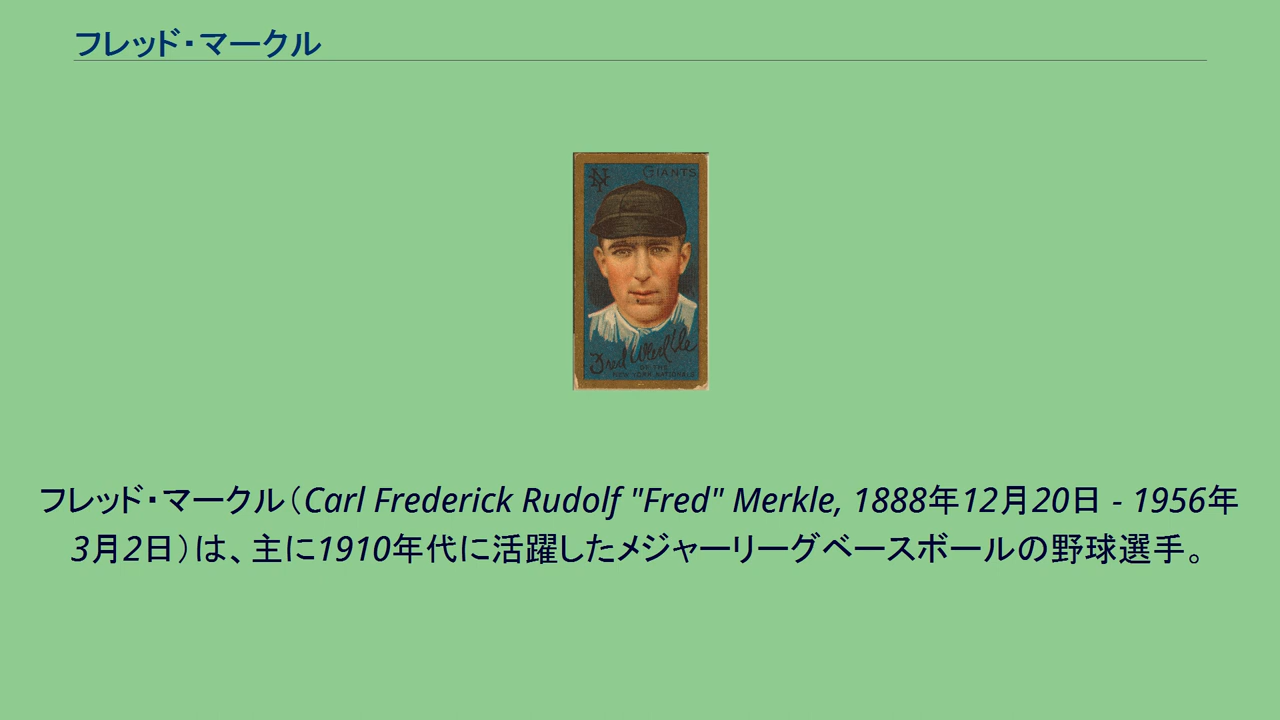 フレッド・マークル
NY GIANTS
Fred Merkle
OF THE
NEW YORK NATIONALS
フレッド・マークル（Carl Frederick Rudolf "Fred" Merkle, 1888年12月20日 - 1956年
3月2日）は、主に1910年代に活躍したメジャーリーグベースボールの野球選手。